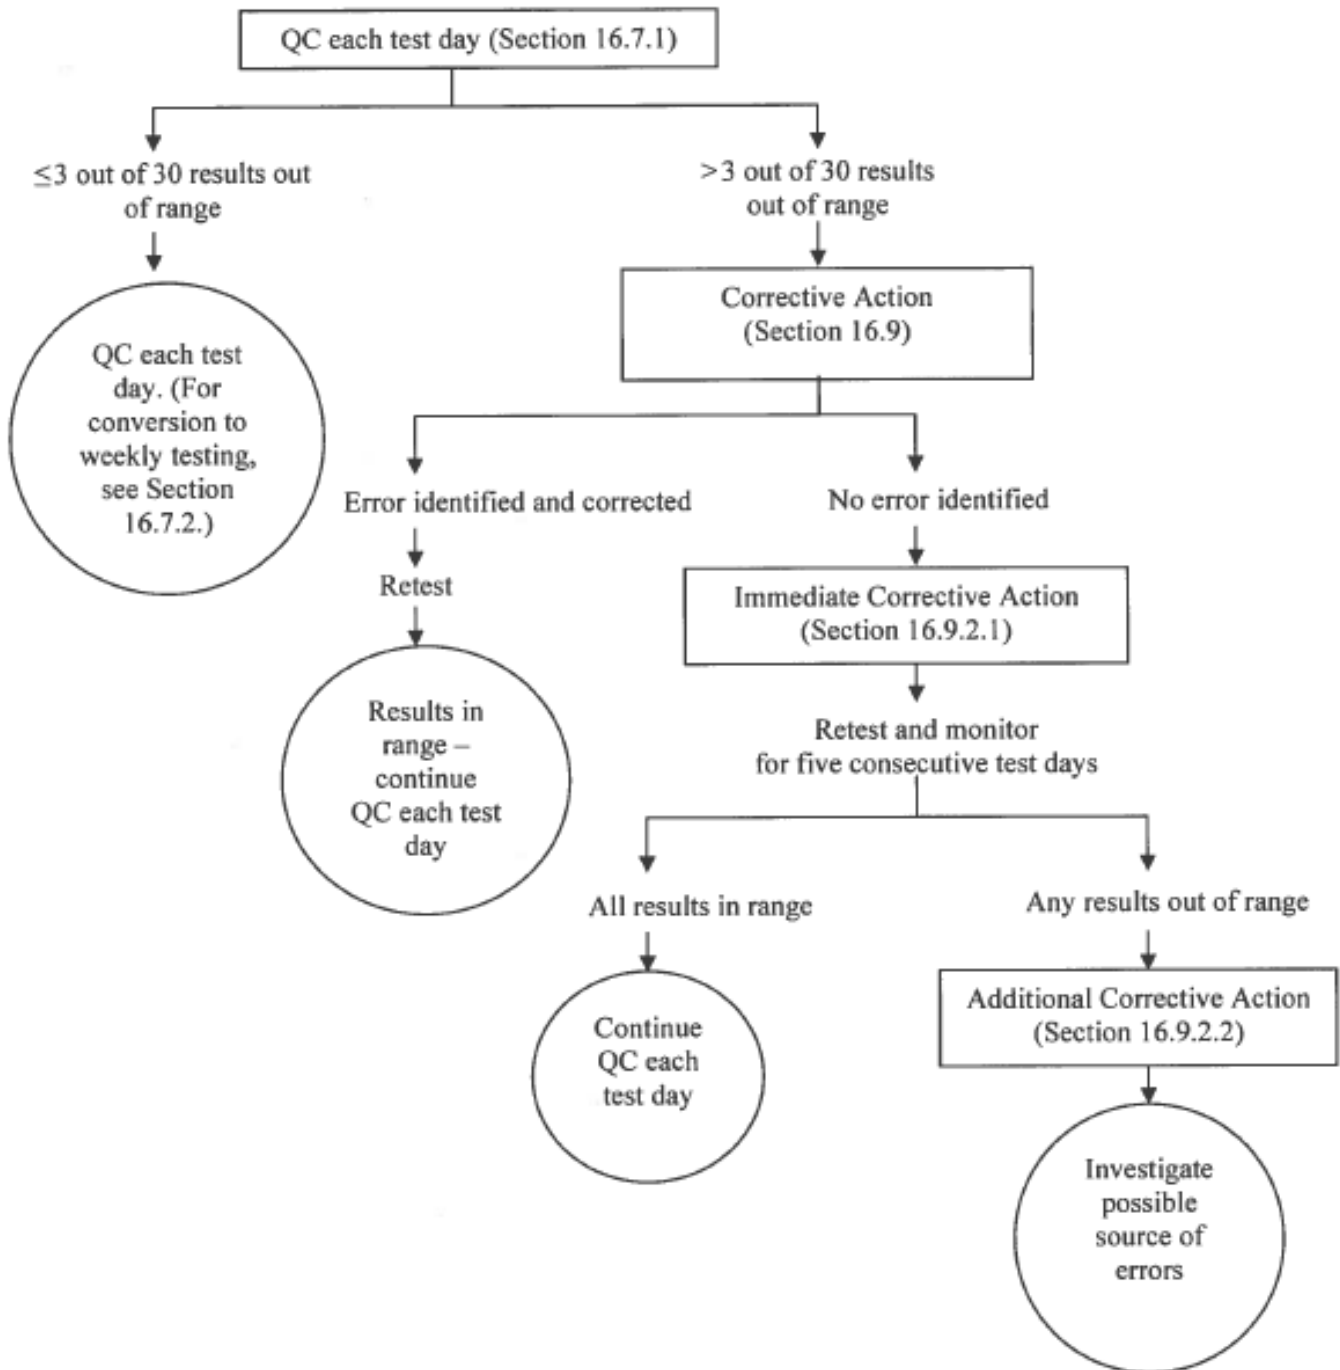 QC each test day (Section 16.7.1)
≤3 out of 30 results out
of range
>3 out of 30 results
out of range
Corrective Action
(Section 16.9)
QC each test
day. (For
conversion to
weekly testing,
see Section
16.7.2.)
Error identified and corrected
No error identified
Retest
Immediate Corrective Action
(Section 16.9.2.1)
Results in
range –
continue
QC each test
day
Retest and monitor
for five consecutive test days
All results in range
Any results out of range
Continue
QC each
test day
Additional Corrective Action
(Section 16.9.2.2)
Investigate
possible
source of
errors